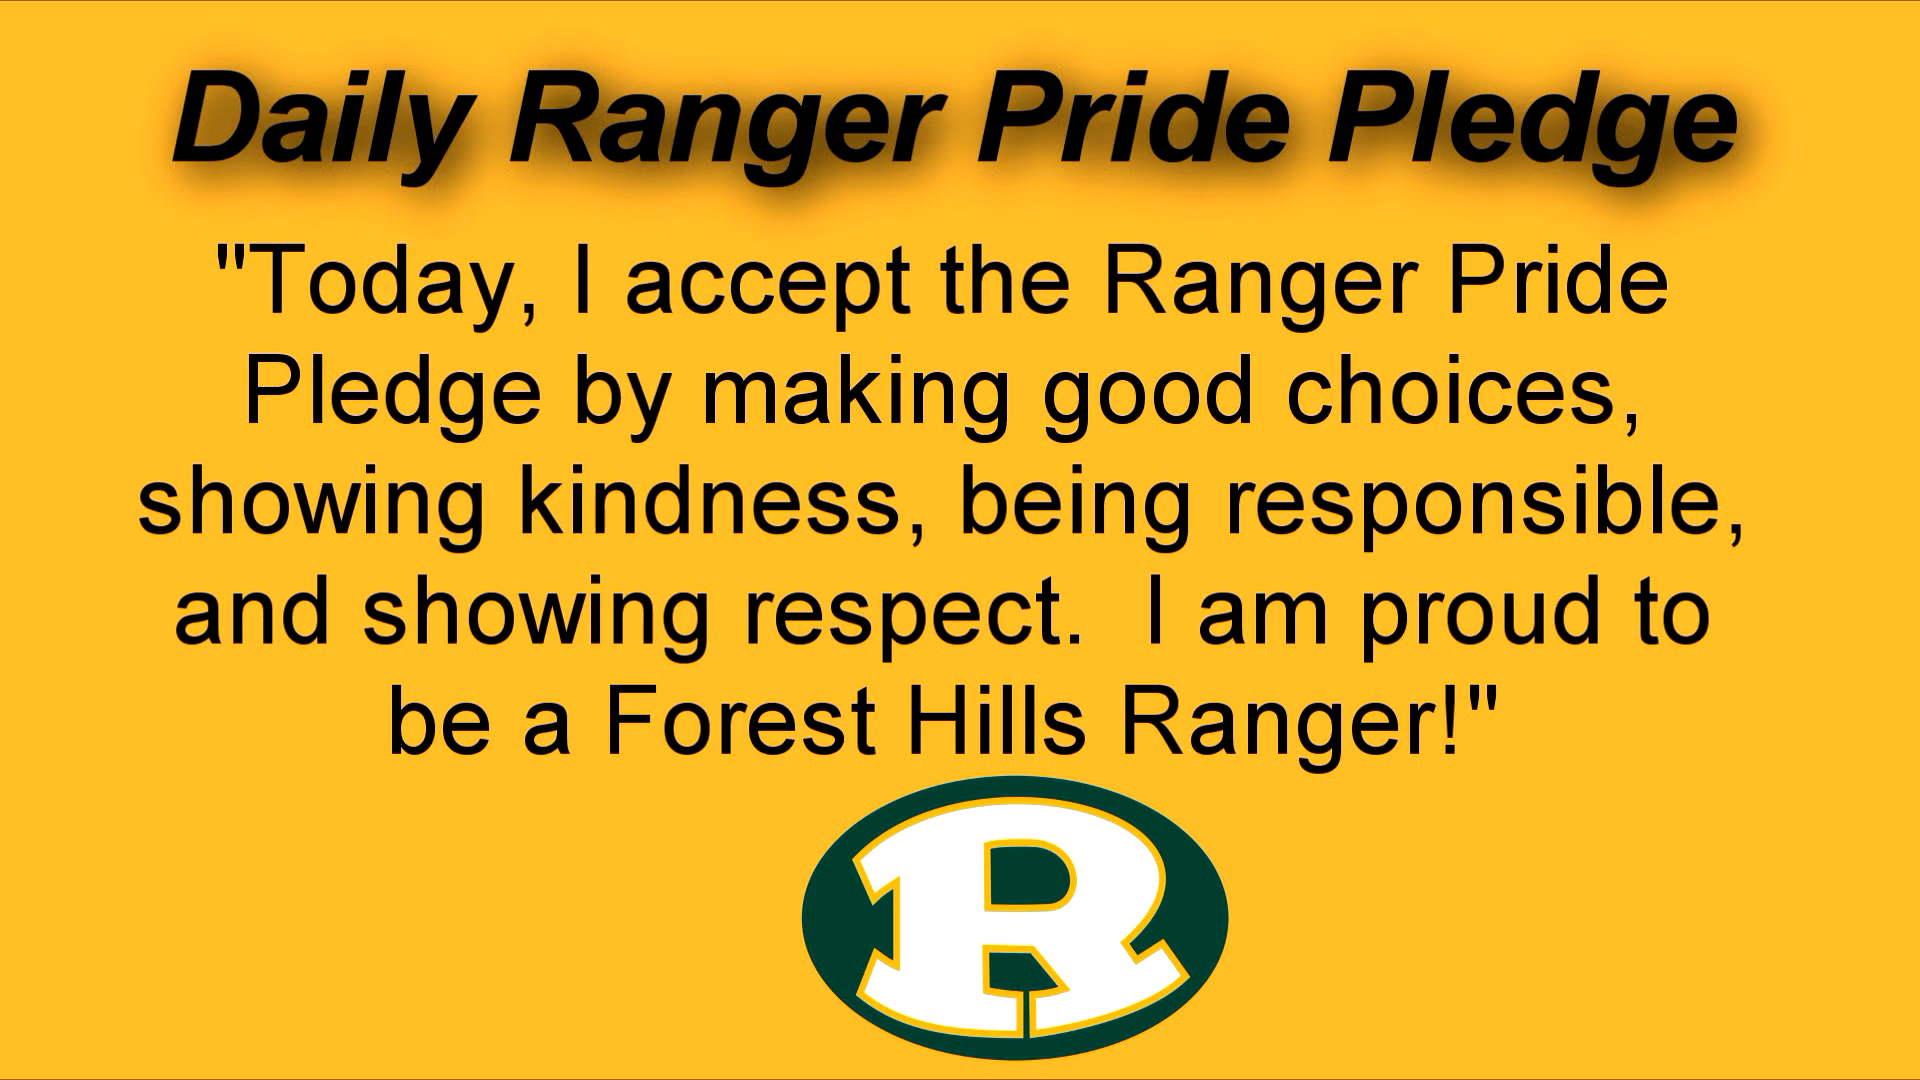 Daily Ranger Pride Pledge
"Today, I accept the Ranger Pride
Pledge by making good choices,
showing kindness, being responsible,
and showing respect.  I am proud to
be a Forest Hills Ranger!"
R